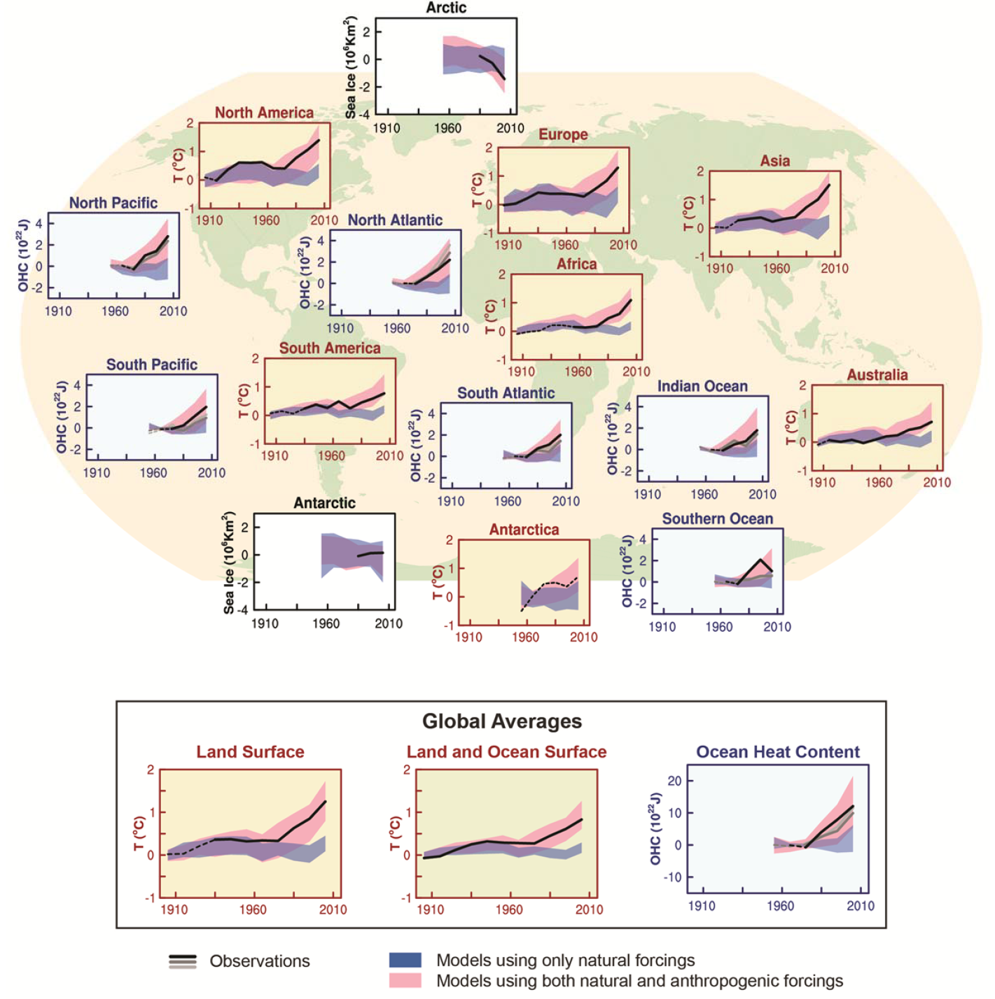 Arctic
Sea Ice (10⁶Km²)
2
0
-2
-4
1910 1960 2010
North America
T (°C)
2
1
0
-1
1910 1960 2010
Europe
T (°C)
2
1
0
-1
1910 1960 2010
Asia
T (°C)
2
1
0
-1
1910 1960 2010
North Pacific
OHC (10²²J)
4
2
0
-2
1910 1960 2010
North Atlantic
OHC (10²²J)
4
2
0
-2
1910 1960 2010
Africa
T (°C)
2
1
0
-1
1910 1960 2010
South Pacific
OHC (10²²J)
4
2
0
-2
1910 1960 2010
South America
T (°C)
2
1
0
-1
1910 1960 2010
South Atlantic
OHC (10²²J)
4
2
0
-2
1910 1960 2010
Indian Ocean
OHC (10²²J)
4
2
0
-2
1910 1960 2010
Australia
T (°C)
2
1
0
-1
1910 1960 2010
Antarctic
Sea Ice (10⁶Km²)
2
0
-2
-4
1910 1960 2010
Antarctica
T (°C)
2
1
0
-1
1910 1960 2010
Southern Ocean
OHC (10²²J)
4
2
0
-2
1910 1960 2010
Global Averages
Land Surface
T (°C)
2
1
0
-1
1910 1960 2010
Land and Ocean Surface
T (°C)
2
1
0
-1
1910 1960 2010
Ocean Heat Content
OHC (10²²J)
20
10
0
-10
1910 1960 2010
Observations
Models using only natural forcings
Models using both natural and anthropogenic forcings